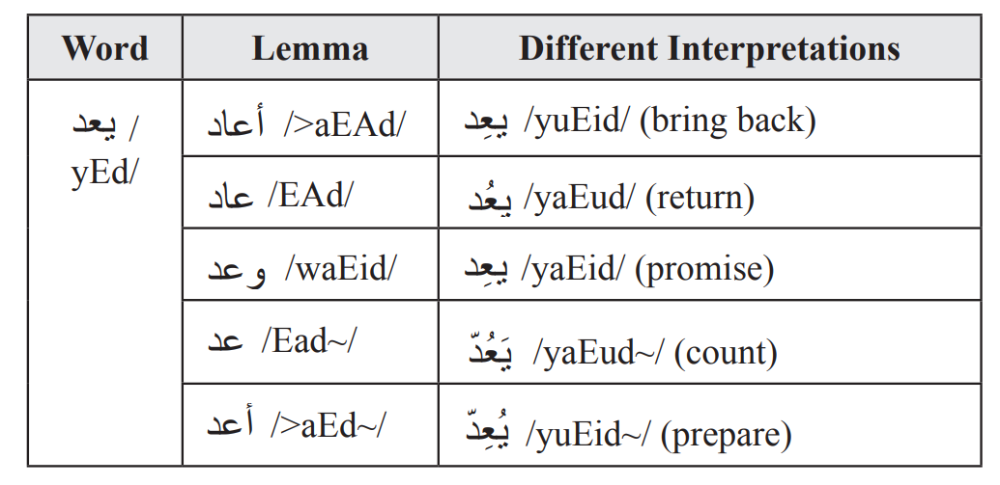 Word Lemma Different Interpretations
يعد / yEd/
أعاد />aEAd/ يعِد /yuEid/ (bring back)
عاد /EAd/ يعُد /yaEud/ (return)
وعد /waEid/ يعِد /yaEid/ (promise)
عد /Ead~/ يَعُدّ /yaEud~/ (count)
أعد />aEd~/ يُعِدّ /yuEid~/ (prepare)